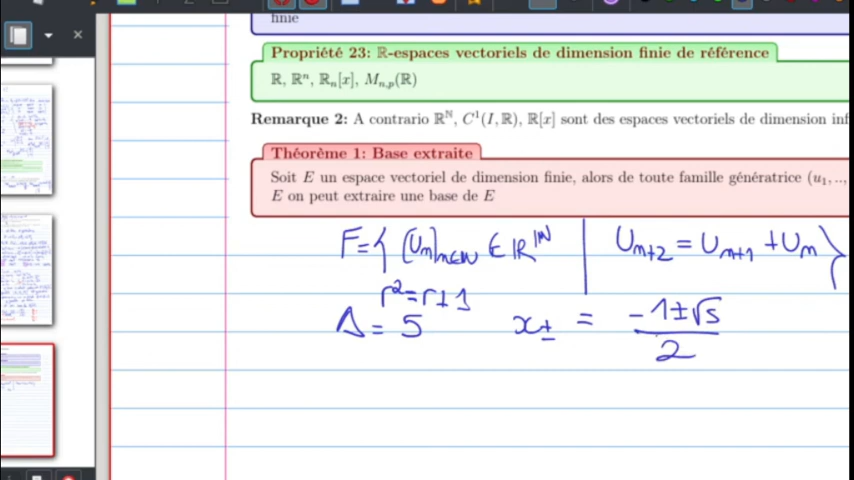 finie
Propriété 23: ℝ-espaces vectoriels de dimension finie de référence
ℝ, ℝⁿ, ℝₙ[x], Mₙ,ₚ(ℝ)
Remarque 2: A contrario ℝ^ℕ, C¹(I, ℝ), ℝ[x] sont des espaces vectoriels de dimension inf
Théorème 1: Base extraite
Soit E un espace vectoriel de dimension finie, alors de toute famille génératrice (u₁, ..,
E on peut extraire une base de E
F = { (Uₙ)ₙ∈ℕ ∈ ℝ^ℕ | Uₙ₊₂ = Uₙ₊₁ + Uₙ }
r² = r + 1
Δ = 5 x± = (-1 ± √5) / 2